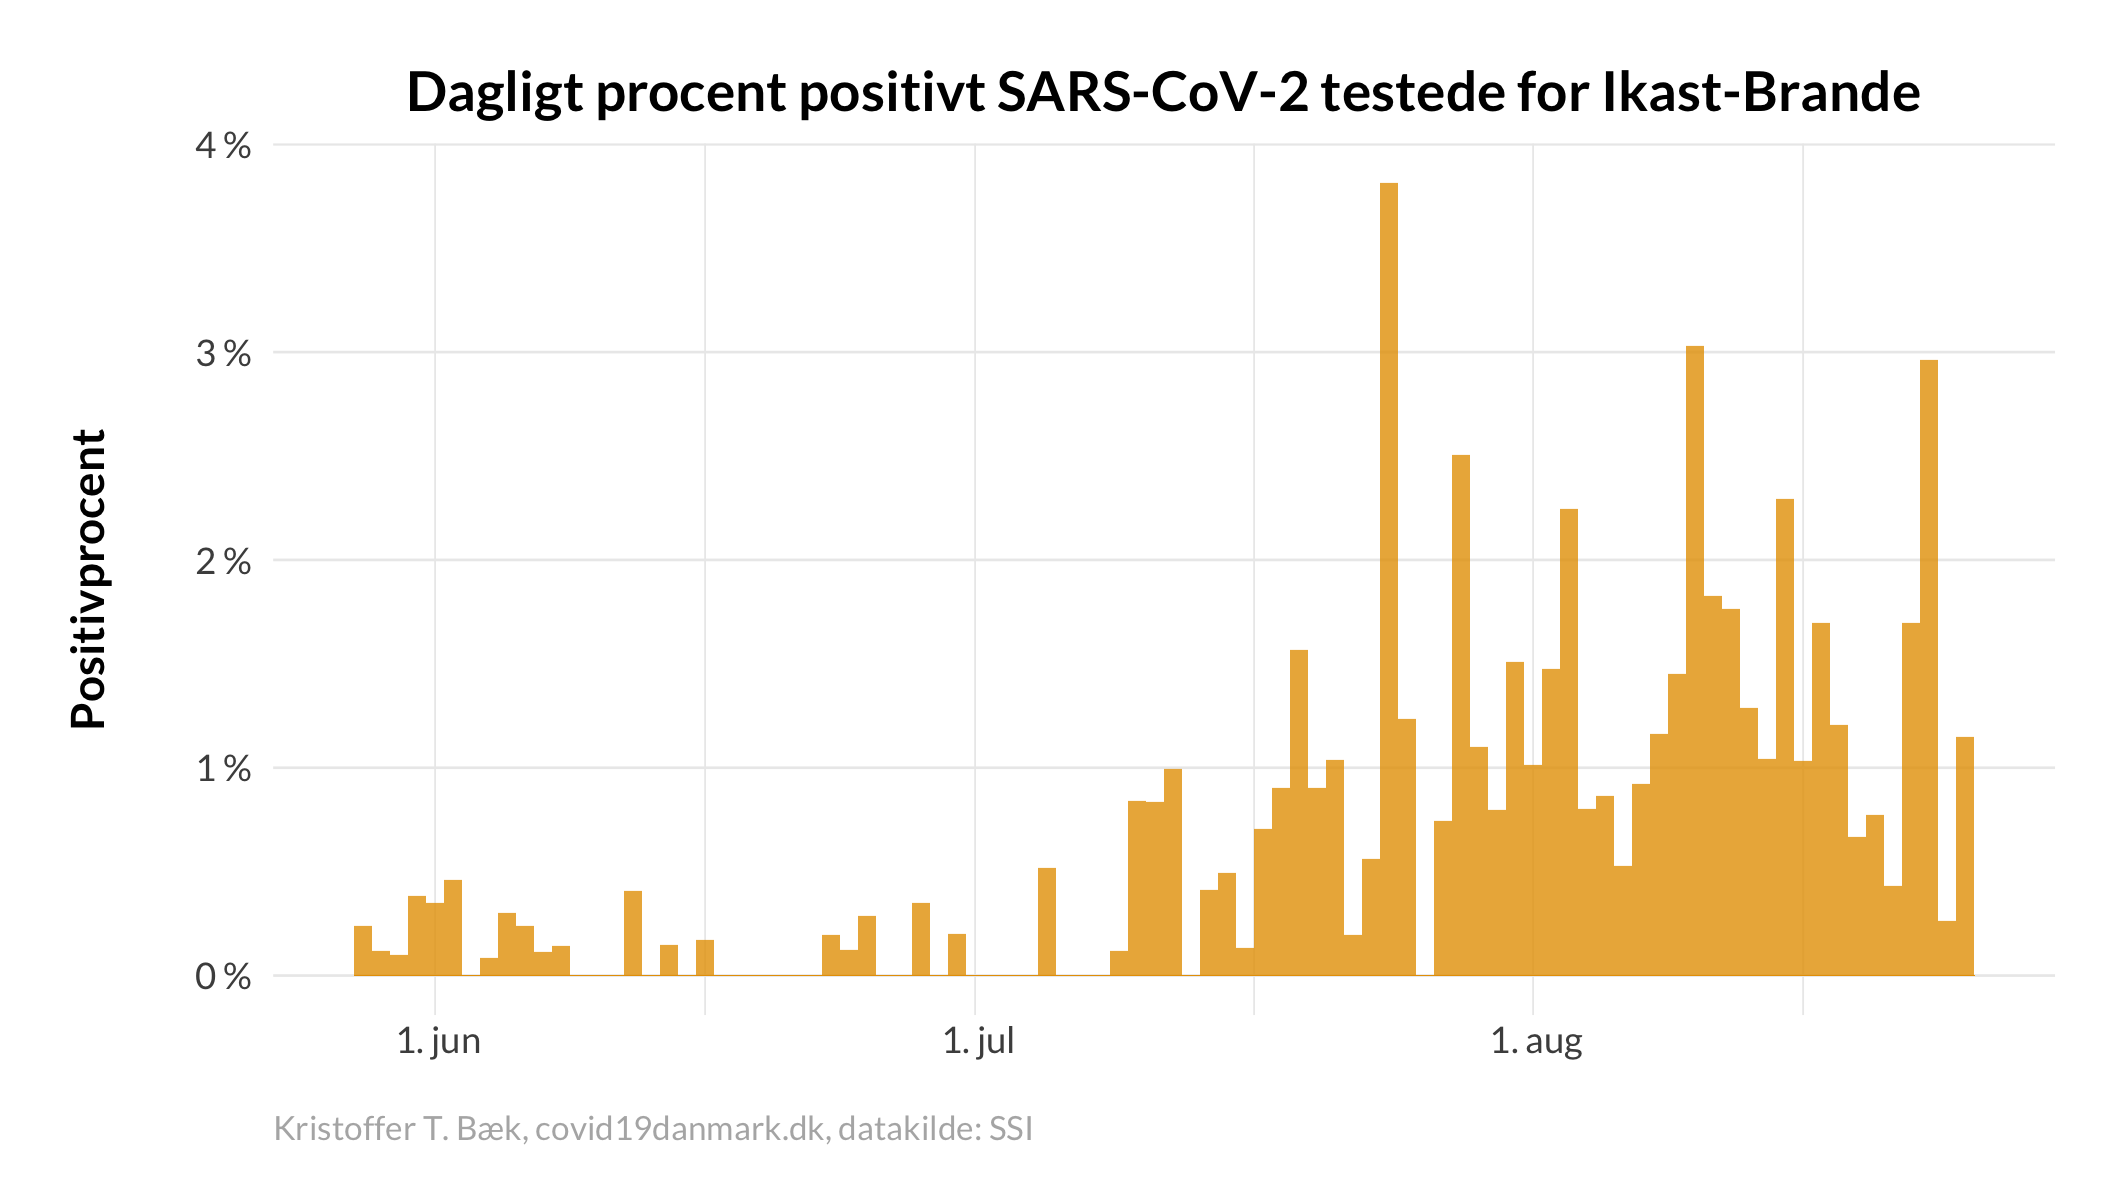 Dagligt procent positivt SARS-CoV-2 testede for Ikast-Brande
Positivprocent
4 %
3 %
2 %
1 %
0 %
1. jun
1. jul
1. aug
Kristoffer T. Bæk, covid19danmark.dk, datakilde: SSI